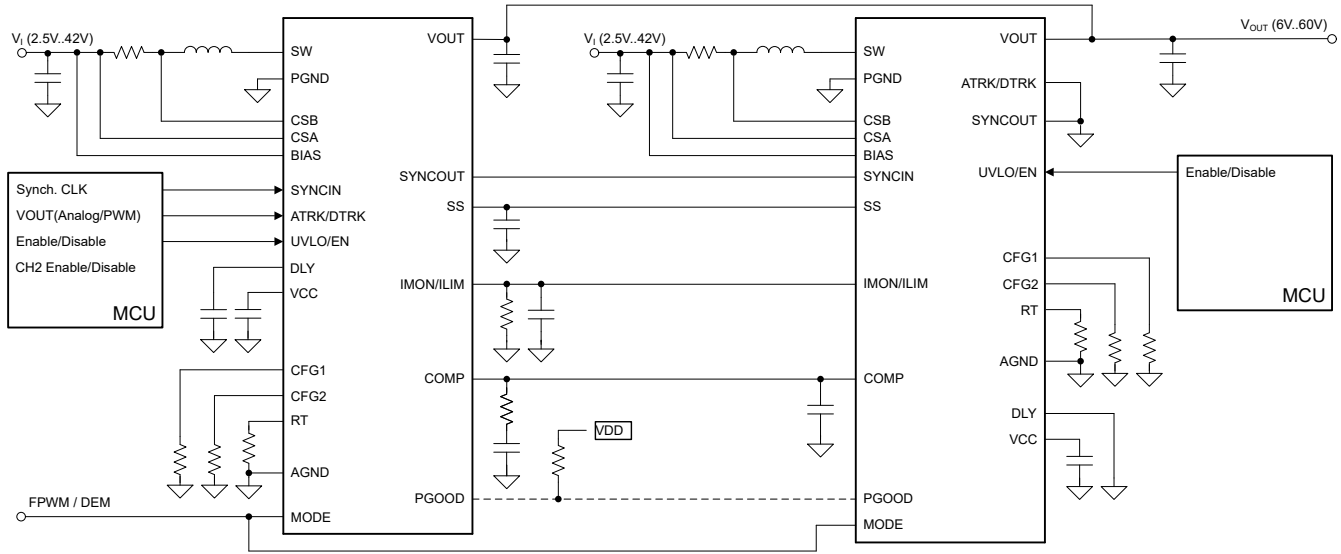 V_I (2.5V..42V)
SW
PGND
CSB
CSA
BIAS
SYNCIN
ATRK/DTRK
UVLO/EN
DLY
VCC
CFG1
CFG2
RT
AGND
MODE
VOUT
SYNCOUT
SS
IMON/ILIM
COMP
PGOOD
Synch. CLK
VOUT(Analog/PWM)
Enable/Disable
CH2 Enable/Disable
MCU
FPWM / DEM
VDD
V_I (2.5V..42V)
SW
PGND
CSB
CSA
BIAS
SYNCIN
SS
IMON/ILIM
COMP
PGOOD
MODE
VOUT
ATRK/DTRK
SYNCOUT
UVLO/EN
CFG1
CFG2
RT
AGND
DLY
VCC
V_OUT (6V..60V)
Enable/Disable
MCU